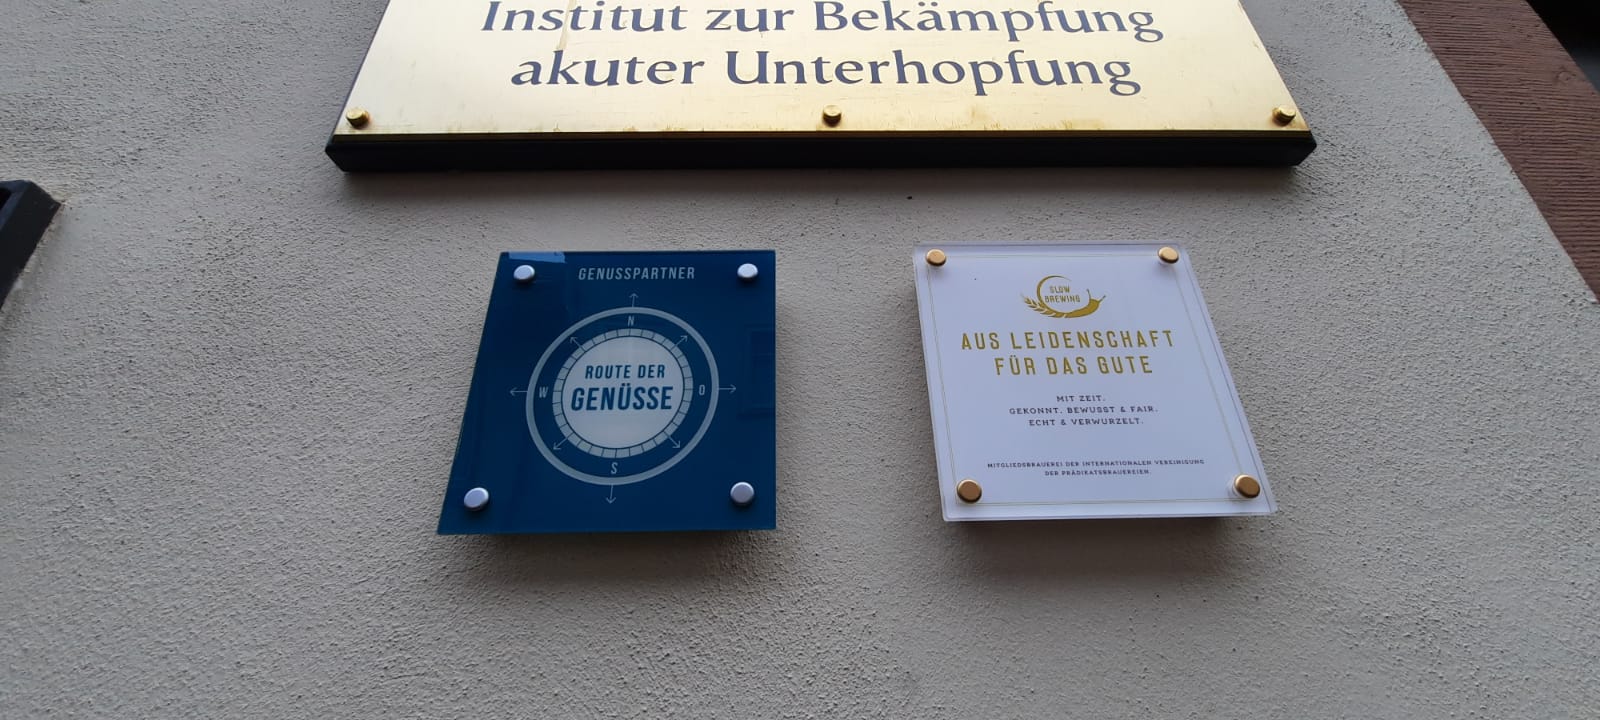 Institut zur Bekämpfung
akuter Unterhopfung
GENUSSPARTNER
N
W
O
S
ROUTE DER
GENÜSSE
SLOW
BREWING
AUS LEIDENSCHAFT
FÜR DAS GUTE
MIT ZEIT.
GEKONNT, BEWUSST & FAIR.
ECHT & VERWURZELT.
MITGLIEDSBRAUEREI DER INTERNATIONALEN VEREINIGUNG
DER PRÄDIKATSBRAUEREIEN.